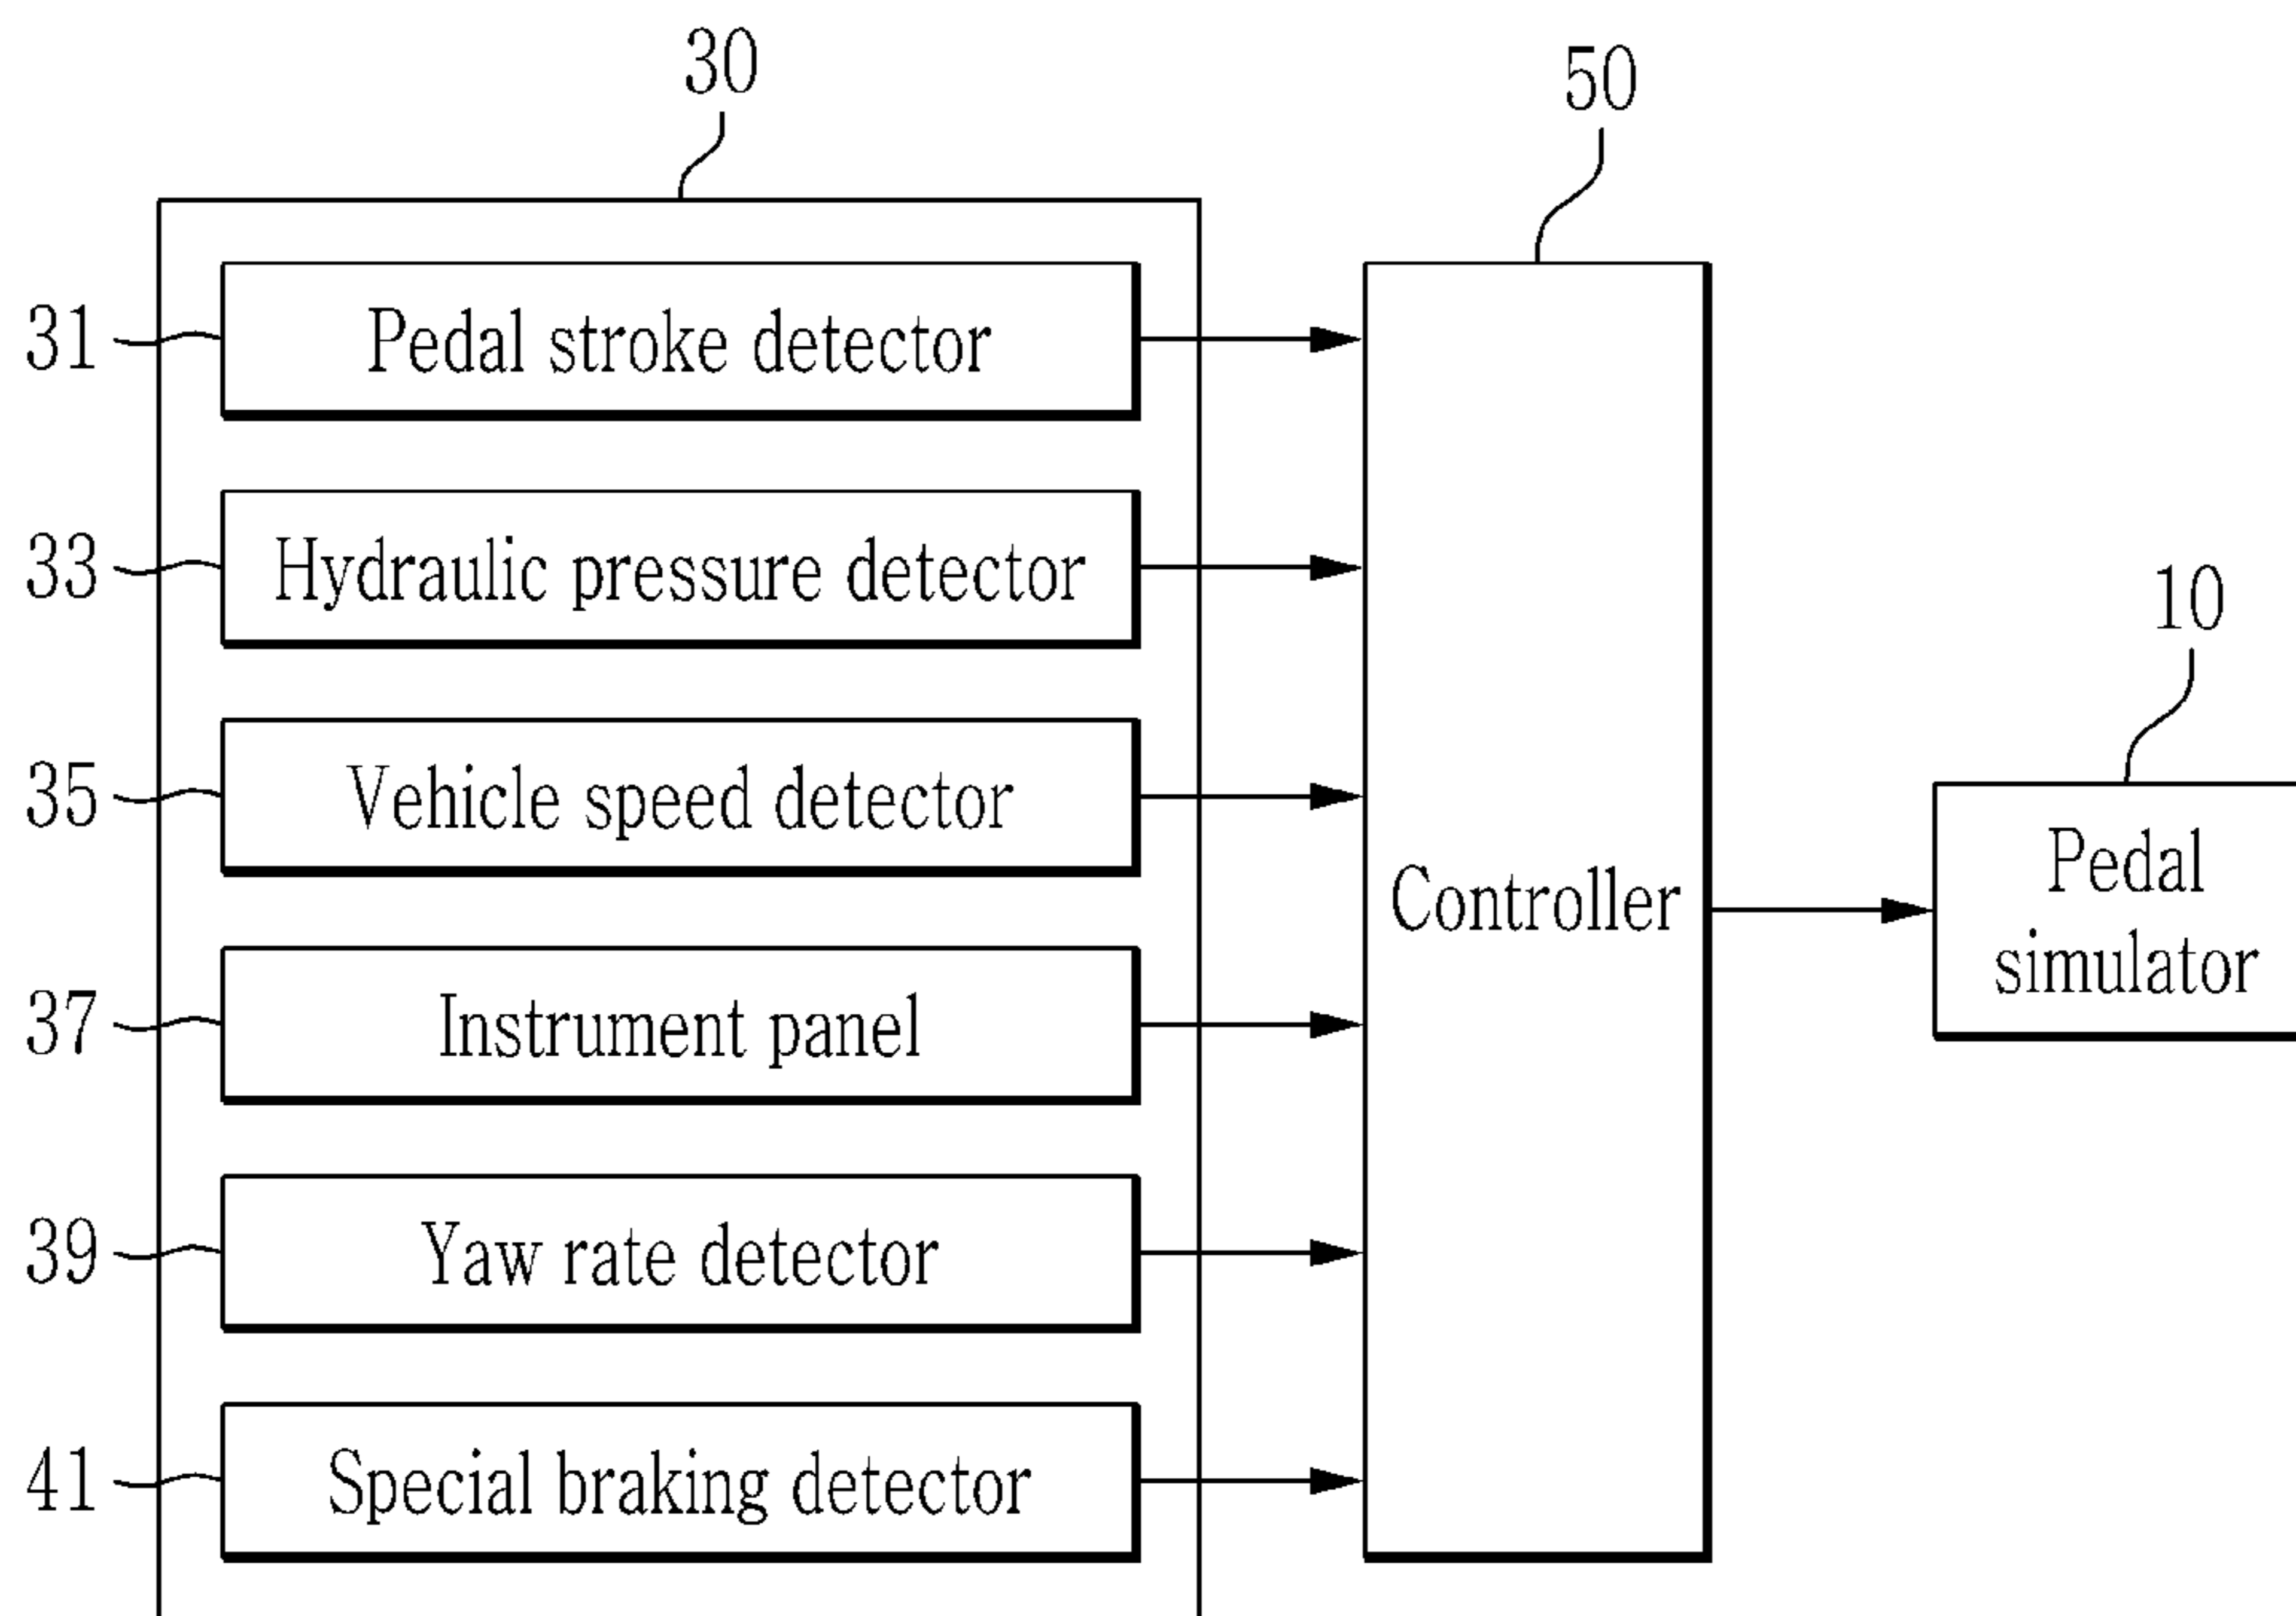 30
50
31
Pedal stroke detector
33
Hydraulic pressure detector
10
35
Vehicle speed detector
Controller
Pedal
simulator
37
Instrument panel
39
Yaw rate detector
41
Special braking detector